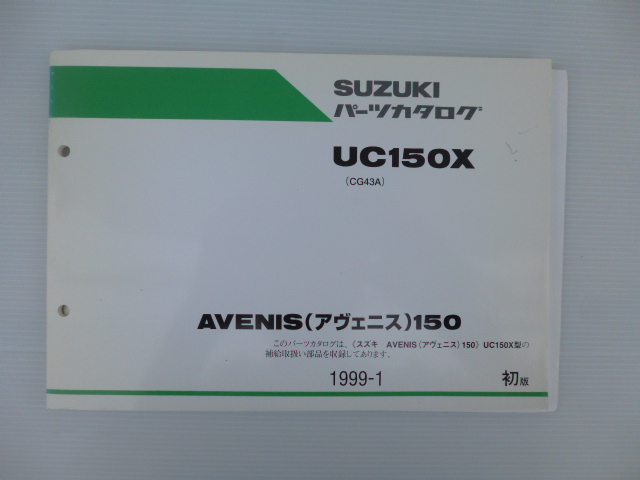 SUZUKI
パーツカタログ
UC150X
(CG43A)
AVENIS(アヴェニス)150
このパーツカタログは、《スズキ AVENIS(アヴェニス)150》UC150X型の
補給取扱い部品を収録してあります。
1999-1 初版